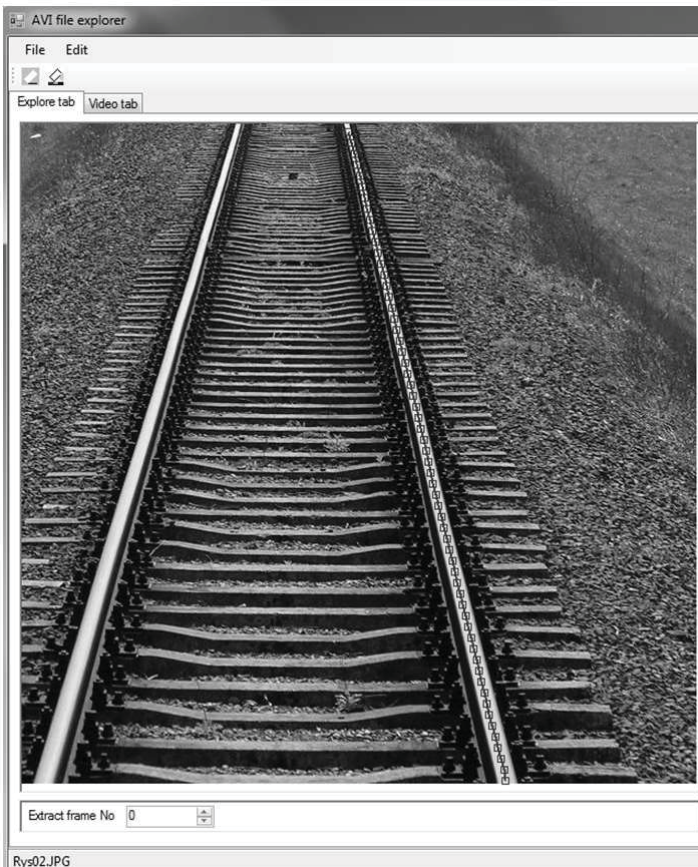 AVI file explorer
File Edit
Explore tab Video tab
Extract frame No 0
Rys02.JPG